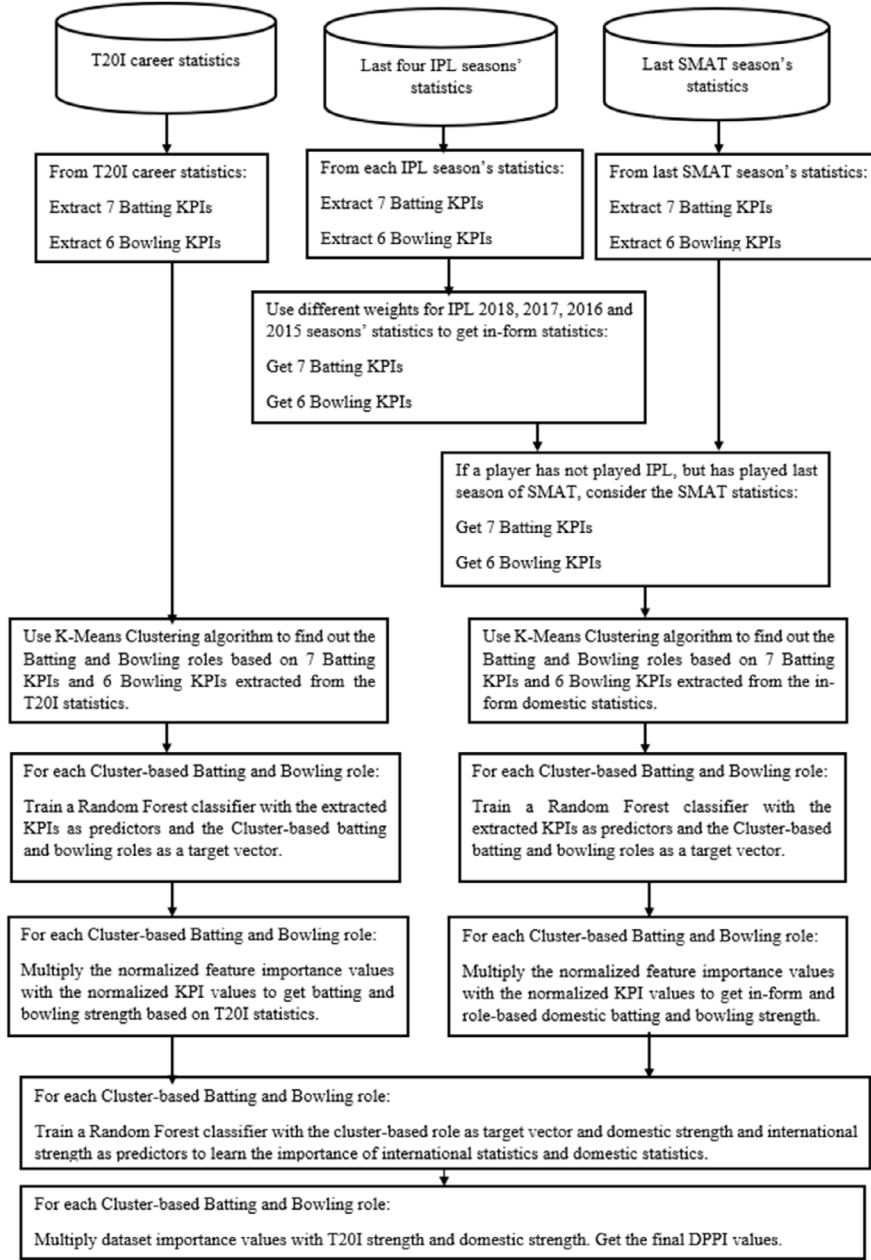 T20I career statistics
Last four IPL seasons'
statistics
Last SMAT season's
statistics
From T20I career statistics:
Extract 7 Batting KPIs
Extract 6 Bowling KPIs
From each IPL season's statistics:
Extract 7 Batting KPIs
Extract 6 Bowling KPIs
From last SMAT season's statistics:
Extract 7 Batting KPIs
Extract 6 Bowling KPIs
Use different weights for IPL 2018, 2017, 2016 and
2015 seasons' statistics to get in-form statistics:
Get 7 Batting KPIs
Get 6 Bowling KPIs
If a player has not played IPL, but has played last
season of SMAT, consider the SMAT statistics:
Get 7 Batting KPIs
Get 6 Bowling KPIs
Use K-Means Clustering algorithm to find out the
Batting and Bowling roles based on 7 Batting
KPIs and 6 Bowling KPIs extracted from the
T20I statistics.
Use K-Means Clustering algorithm to find out the
Batting and Bowling roles based on 7 Batting
KPIs and 6 Bowling KPIs extracted from the in-
form domestic statistics.
For each Cluster-based Batting and Bowling role:
Train a Random Forest classifier with the extracted
KPIs as predictors and the Cluster-based batting
and bowling roles as a target vector.
For each Cluster-based Batting and Bowling role:
Train a Random Forest classifier with the
extracted KPIs as predictors and the Cluster-based
batting and bowling roles as a target vector.
For each Cluster-based Batting and Bowling role:
Multiply the normalized feature importance values
with the normalized KPI values to get batting and
bowling strength based on T20I statistics.
For each Cluster-based Batting and Bowling role:
Multiply the normalized feature importance values
with the normalized KPI values to get in-form and
role-based domestic batting and bowling strength.
For each Cluster-based Batting and Bowling role:
Train a Random Forest classifier with the cluster-based role as target vector and domestic strength and international
strength as predictors to learn the importance of international statistics and domestic statistics.
For each Cluster-based Batting and Bowling role:
Multiply dataset importance values with T20I strength and domestic strength. Get the final DPPI values.